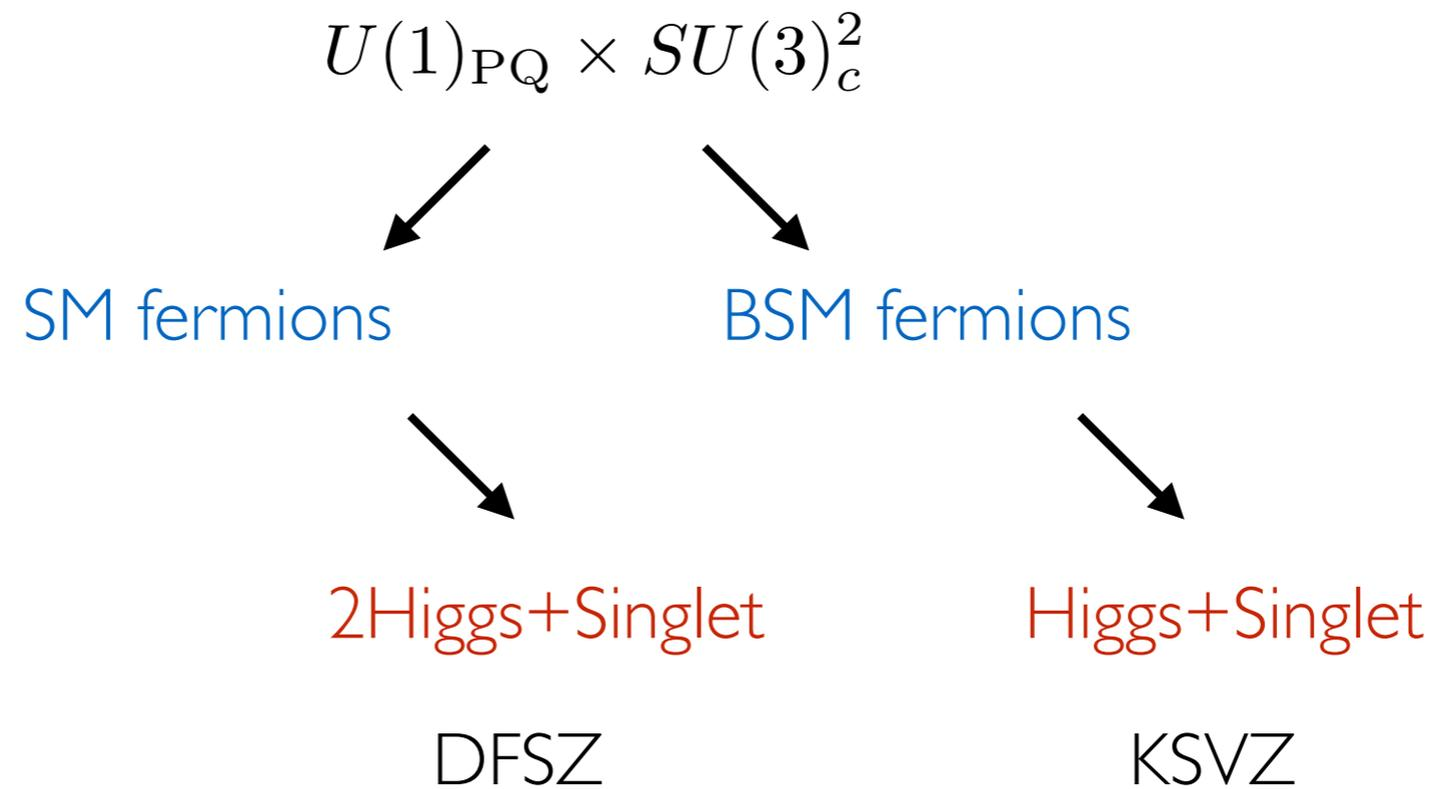 U(1)_PQ × SU(3)_c^2
SM fermions
BSM fermions
2Higgs+Singlet
Higgs+Singlet
DFSZ
KSVZ